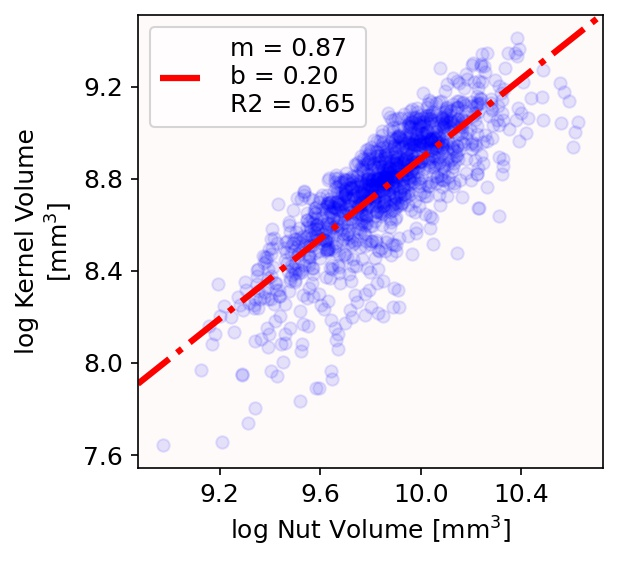 m = 0.87
b = 0.20
R2 = 0.65
log Kernel Volume
[mm³]
9.2
8.8
8.4
8.0
7.6
9.2 9.6 10.0 10.4
log Nut Volume [mm³]